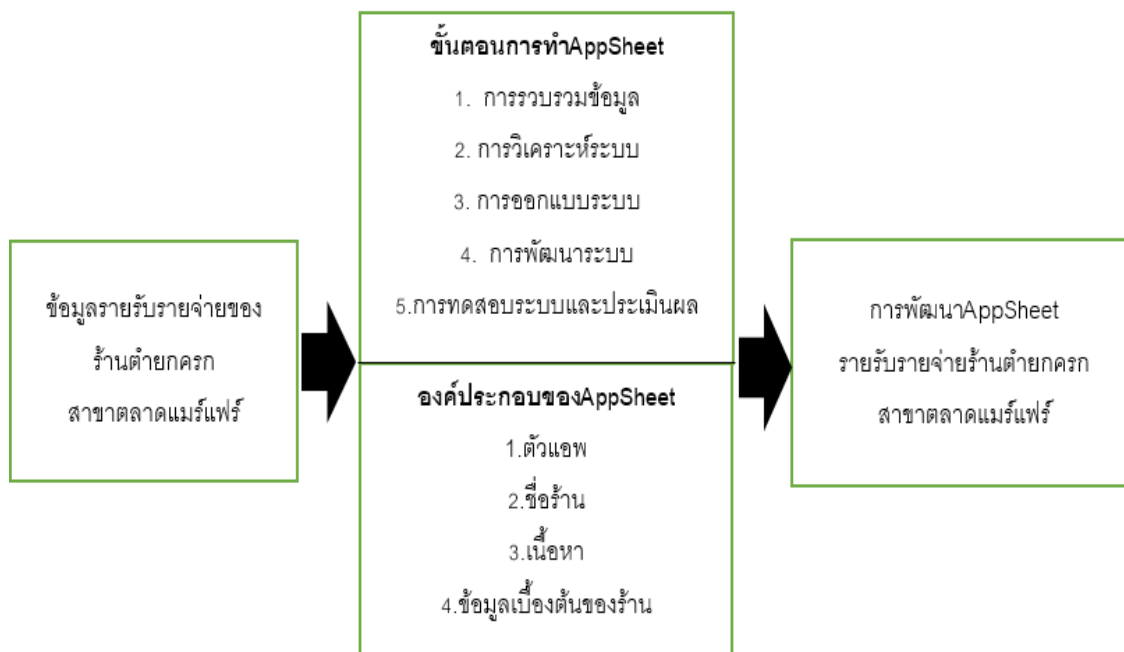 ขั้นตอนการทำAppSheet
1. การรวบรวมข้อมูล
2. การวิเคราะห์ระบบ
3. การออกแบบระบบ
4. การพัฒนาระบบ
5.การทดสอบระบบและประเมินผล
ข้อมูลรายรับรายจ่ายของ
ร้านตำยกครก
สาขาตลาดแมร์แฟร์
องค์ประกอบของAppSheet
1.ตัวแอพ
2.ชื่อร้าน
3.เนื้อหา
4.ข้อมูลเบื้องต้นของร้าน
การพัฒนาAppSheet
รายรับรายจ่ายร้านตำยกครก
สาขาตลาดแมร์แฟร์